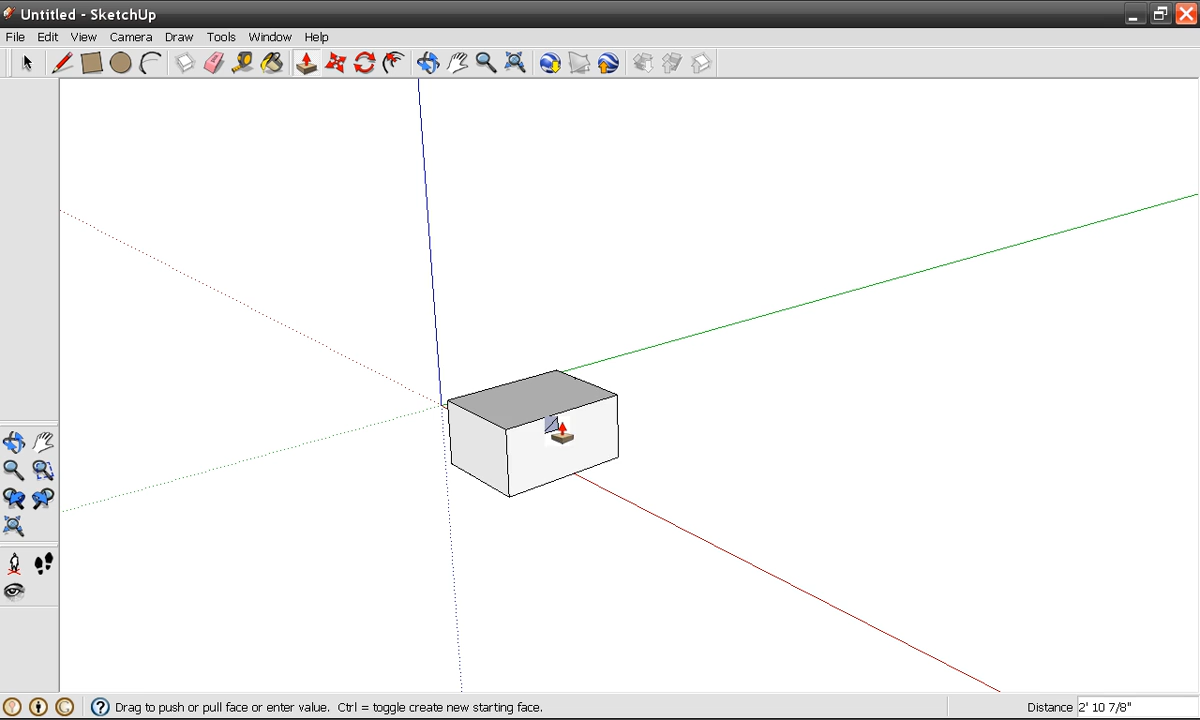 Untitled - SketchUp
File Edit View Camera Draw Tools Window Help
Drag to push or pull face or enter value. Ctrl = toggle create new starting face. Distance 2' 10 7/8"